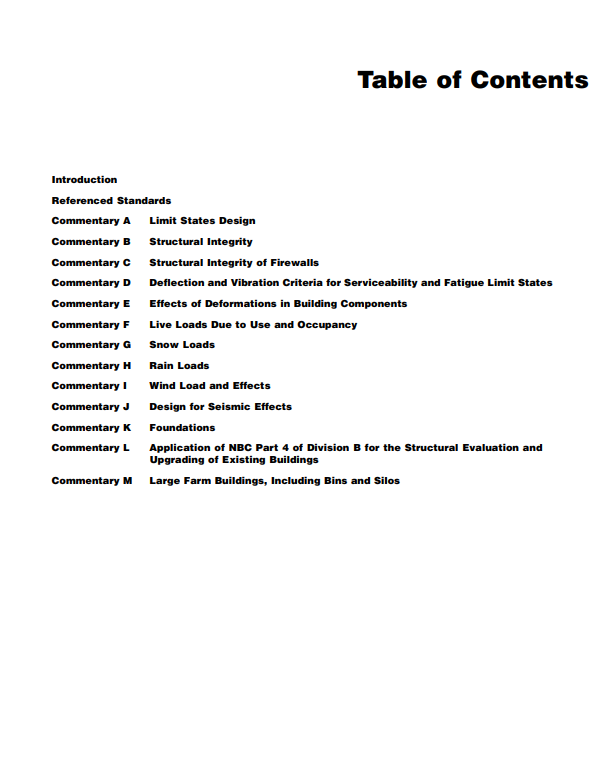 Table of Contents
Introduction
Referenced Standards
Commentary A Limit States Design
Commentary B Structural Integrity
Commentary C Structural Integrity of Firewalls
Commentary D Deflection and Vibration Criteria for Serviceability and Fatigue Limit States
Commentary E Effects of Deformations in Building Components
Commentary F Live Loads Due to Use and Occupancy
Commentary G Snow Loads
Commentary H Rain Loads
Commentary I Wind Load and Effects
Commentary J Design for Seismic Effects
Commentary K Foundations
Commentary L Application of NBC Part 4 of Division B for the Structural Evaluation and
Upgrading of Existing Buildings
Commentary M Large Farm Buildings, Including Bins and Silos